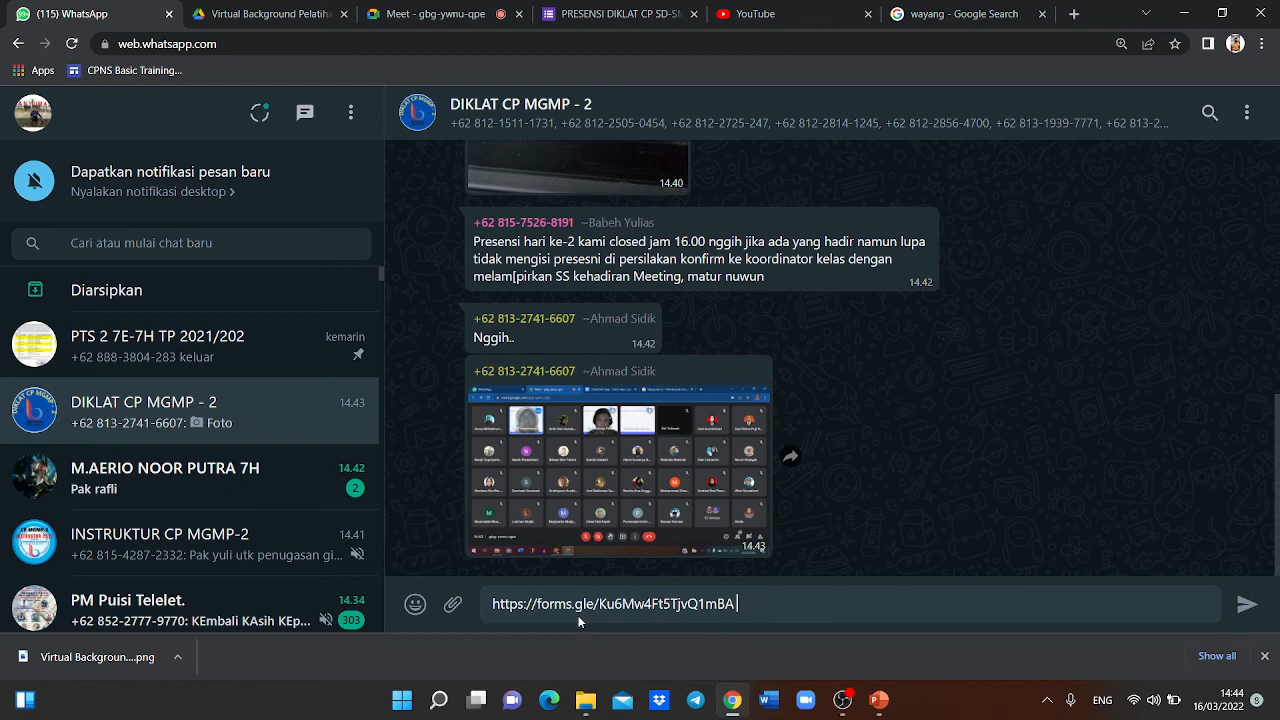 (115) WhatsApp
Virtual Background Pelatiha
Meet - gbg-ywnu-qpx
PRESENSI DIKLAT CP SD-SM
YouTube
wayang - Google Search
web.whatsapp.com
Apps
CPNS Basic Training...
DIKLAT CP MGMP - 2
+62 812-1511-1731, +62 812-2505-0454, +62 812-2725-247, +62 812-2814-1245, +62 812-2856-4700, +62 813-1939-7771, +62 813-2...
Dapatkan notifikasi pesan baru
Nyalakan notifikasi desktop >
Cari atau mulai chat baru
Diarsipkan
PTS 2 7E-7H TP 2021/202
kemarin
+62 858-3804-283 keluar
DIKLAT CP MGMP - 2
14.43
+62 813-2741-6607: Foto
M.AERIO NOOR PUTRA 7H
14.42
Pak rafli
2
INSTRUKTUR CP MGMP-2
14.41
+62 815-4287-2332: Pak yuli utk penugasan gi...
PM Puisi Telelet.
14.34
+62 852-2777-9770: KEmbali KAsih KEp...
303
14.40
+62 815-7526-8191 ~Babeh Yulias
Presensi hari ke-2 kami closed jam 16.00 nggih jika ada yang hadir namun lupa
tidak mengisi presesni di persilakan konfirm ke koordinator kelas dengan
melam[pirkan SS kehadiran Meeting, matur nuwun
14.42
+62 813-2741-6607 ~Ahmad Sidik
Nggih..
14.42
+62 813-2741-6607 ~Ahmad Sidik
14.43
https://forms.gle/Ku6Mw4Ft5TjvQ1mBA
Virtual Backgroun....png
Show all
ENG
14:44
16/03/2022